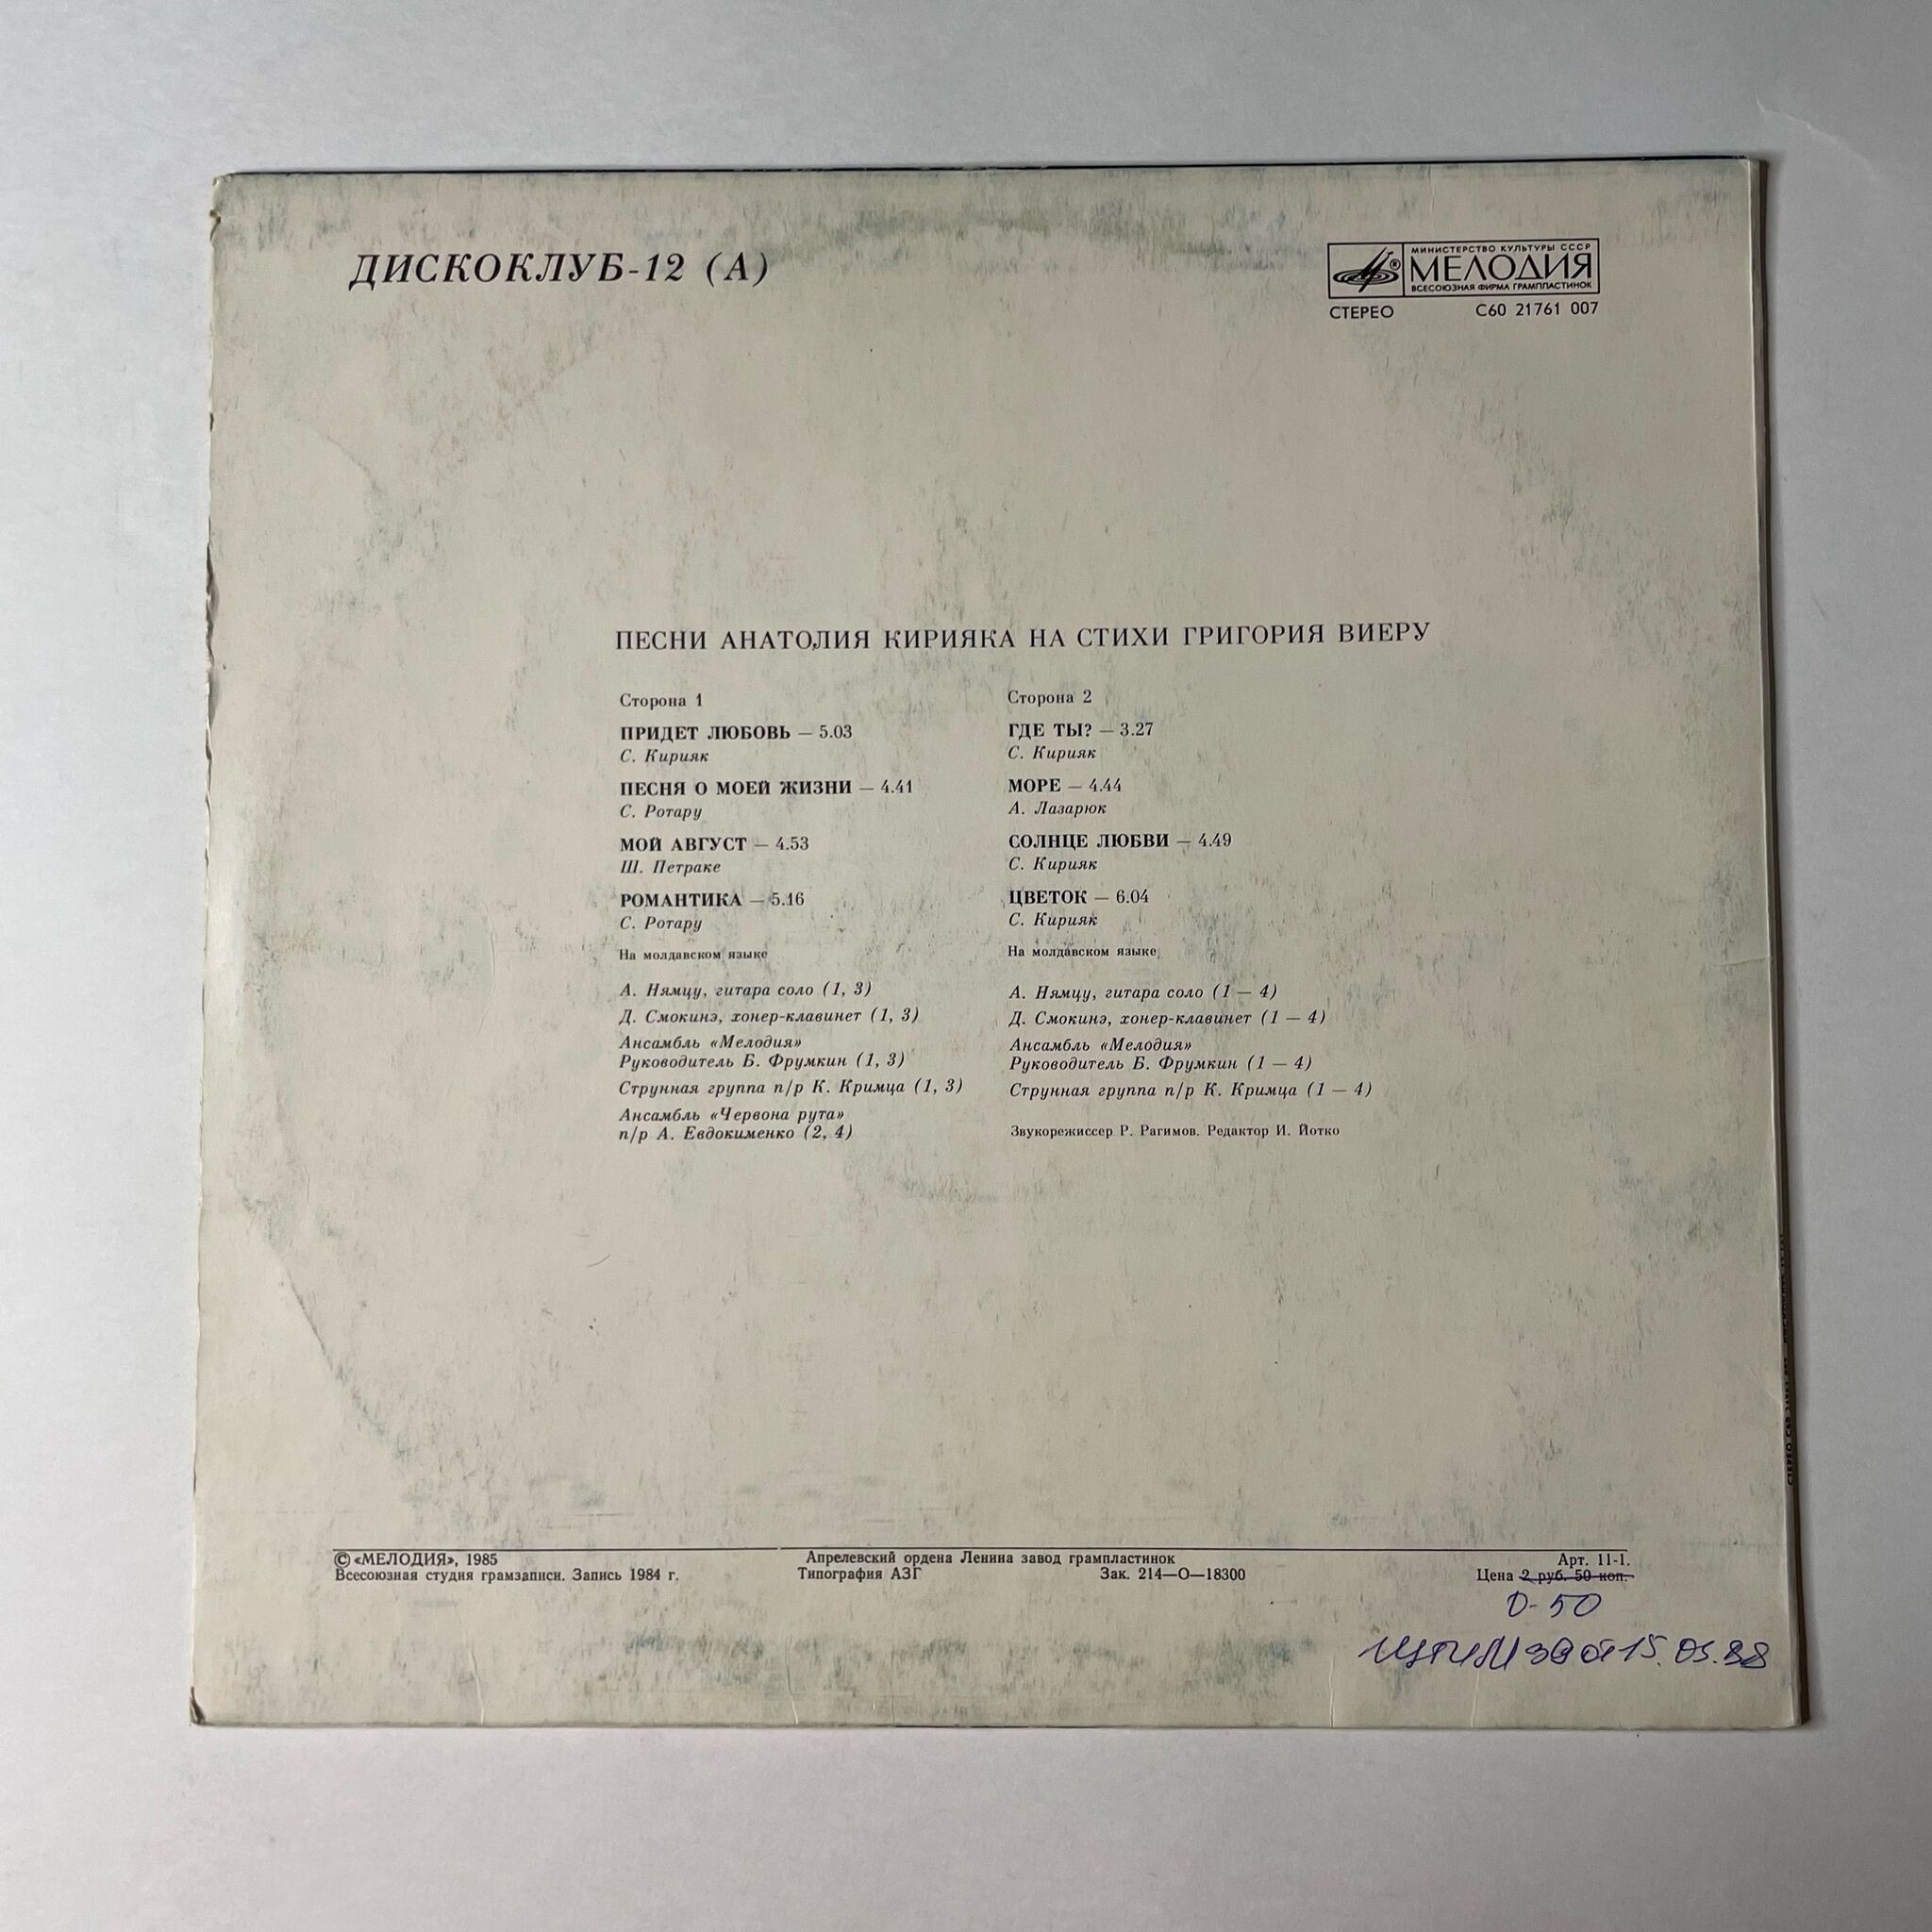 ДИСКОКЛУБ-12 (А)
МИНИСТЕРСТВО КУЛЬТУРЫ СССР
МЕЛОДИЯ
ВСЕСОЮЗНАЯ ФИРМА ГРАМПЛАСТИНОК
СТЕРЕО С60 21761 007
ПЕСНИ АНАТОЛИЯ КИРИЯКА НА СТИХИ ГРИГОРИЯ ВИЕРУ
Сторона 1
ПРИДЕТ ЛЮБОВЬ — 5.03
С. Кирияк
ПЕСНЯ О МОЕЙ ЖИЗНИ — 4.41
С. Ротару
МОЙ АВГУСТ — 4.53
Ш. Петраке
РОМАНТИКА — 5.16
С. Ротару
На молдавском языке
А. Нямцу, гитара соло (1, 3)
Д. Смокинэ, хонер-клавинет (1, 3)
Ансамбль «Мелодия»
Руководитель Б. Фрумкин (1, 3)
Струнная группа п/р К. Кримца (1, 3)
Ансамбль «Червона рута»
п/р А. Евдокименко (2, 4)
Сторона 2
ГДЕ ТЫ? — 3.27
С. Кирияк
МОРЕ — 4.44
А. Лазарюк
СОЛНЦЕ ЛЮБВИ — 4.49
С. Кирияк
ЦВЕТОК — 6.04
С. Кирияк
На молдавском языке
А. Нямцу, гитара соло (1 — 4)
Д. Смокинэ, хонер-клавинет (1 — 4)
Ансамбль «Мелодия»
Руководитель Б. Фрумкин (1 — 4)
Струнная группа п/р К. Кримца (1 — 4)
Звукорежиссер Р. Рагимов. Редактор И. Йотко
© «МЕЛОДИЯ», 1985
Всесоюзная студия грамзаписи. Запись 1984 г.
Апрелевский ордена Ленина завод грампластинок
Типография АЗГ Зак. 214—О—18300
Арт. 11-1.
Цена 2 руб. 50 коп.
0-50
15.05.88